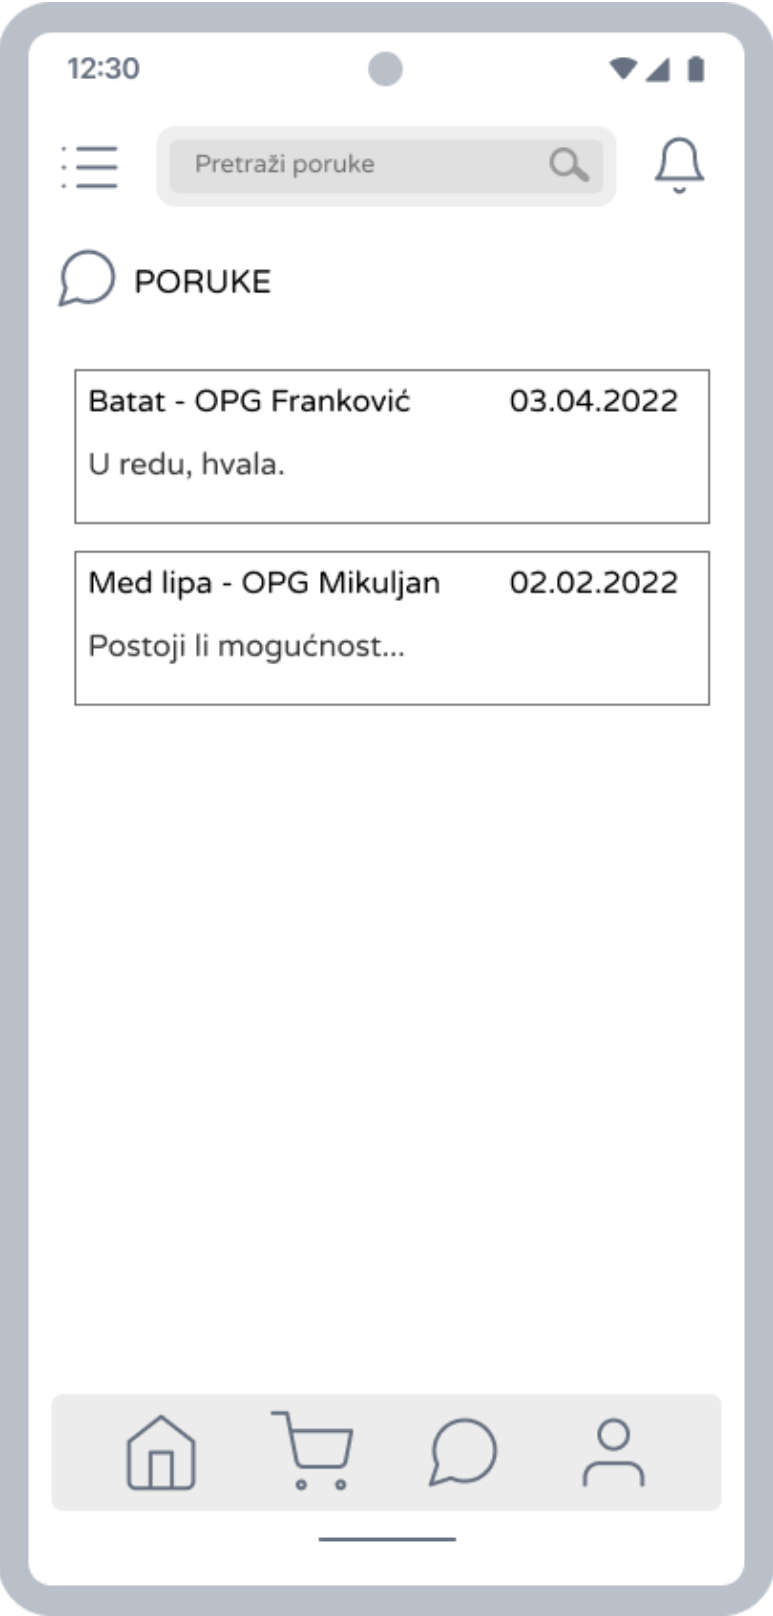 12:30
Pretraži poruke
PORUKE
Batat - OPG Franković 03.04.2022
U redu, hvala.
Med lipa - OPG Mikuljan 02.02.2022
Postoji li mogućnost...